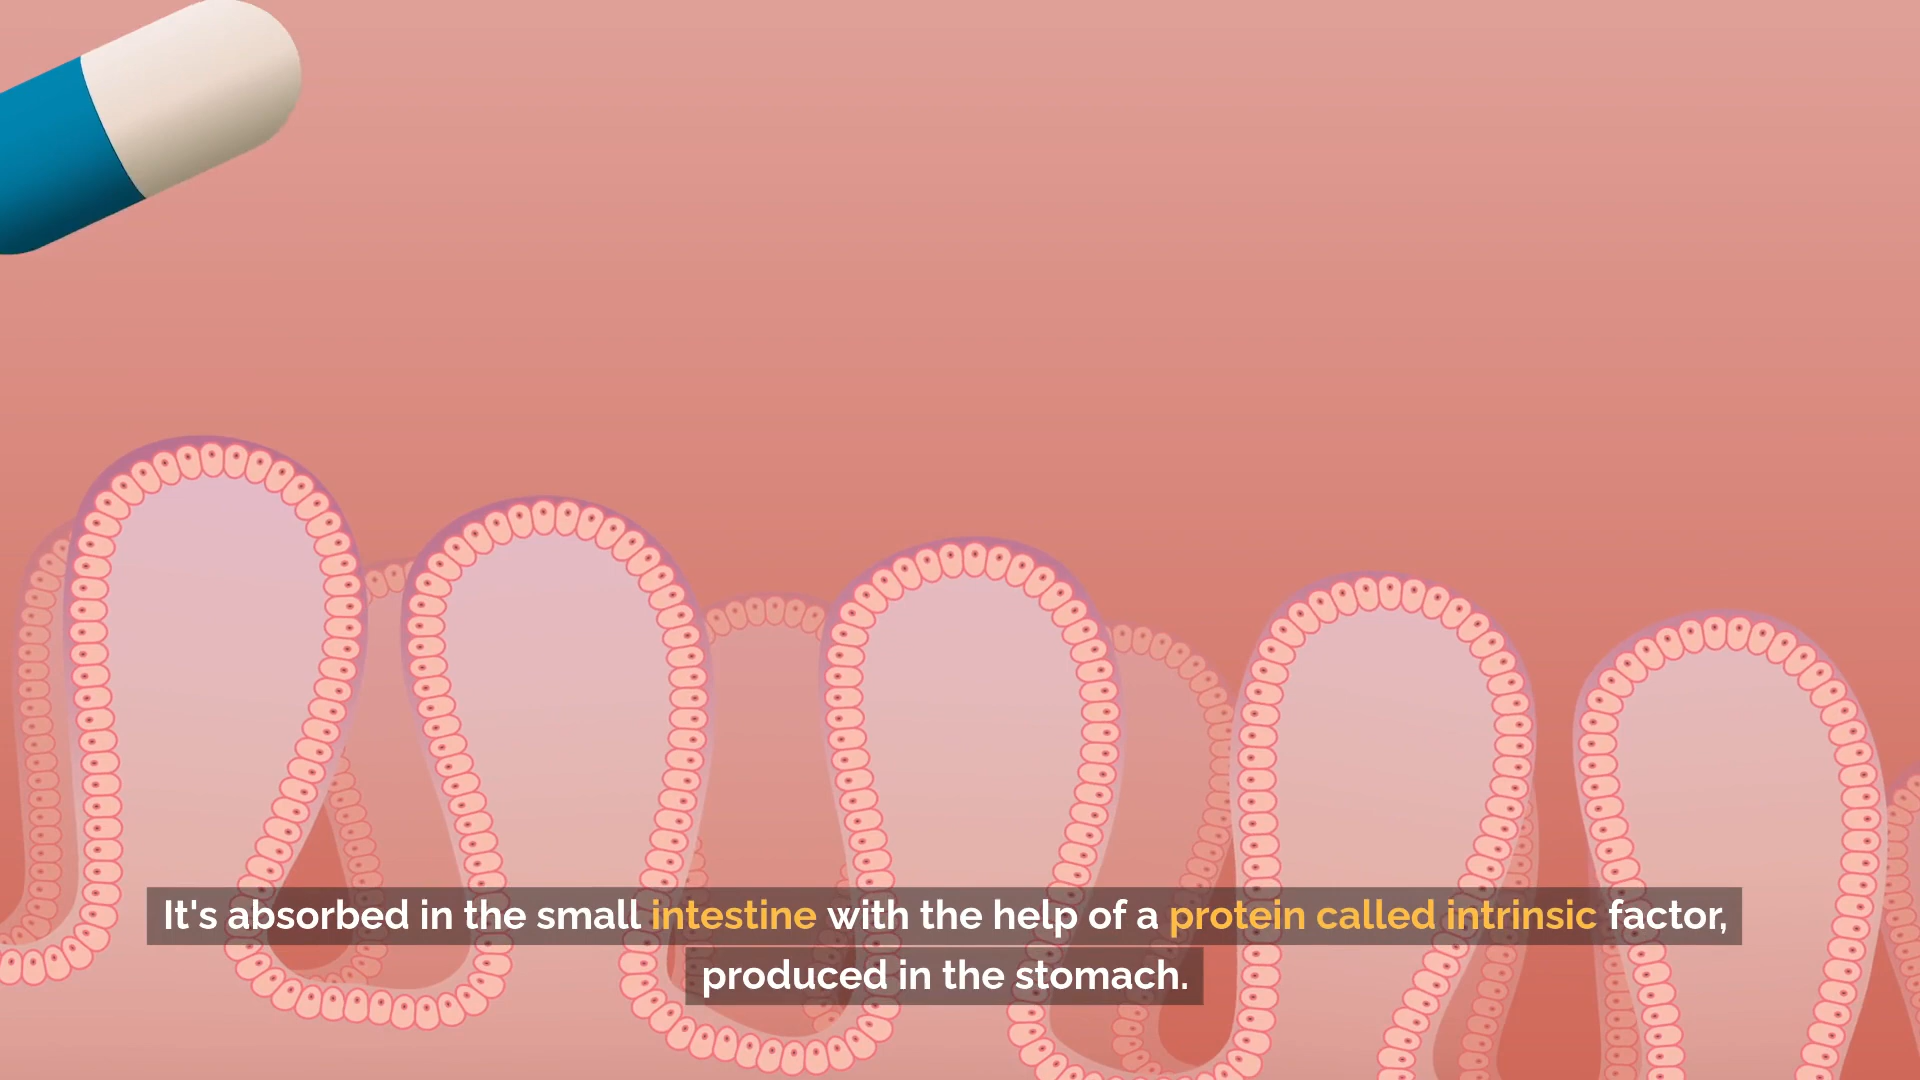 It's absorbed in the small intestine with the help of a protein called intrinsic factor,
produced in the stomach.